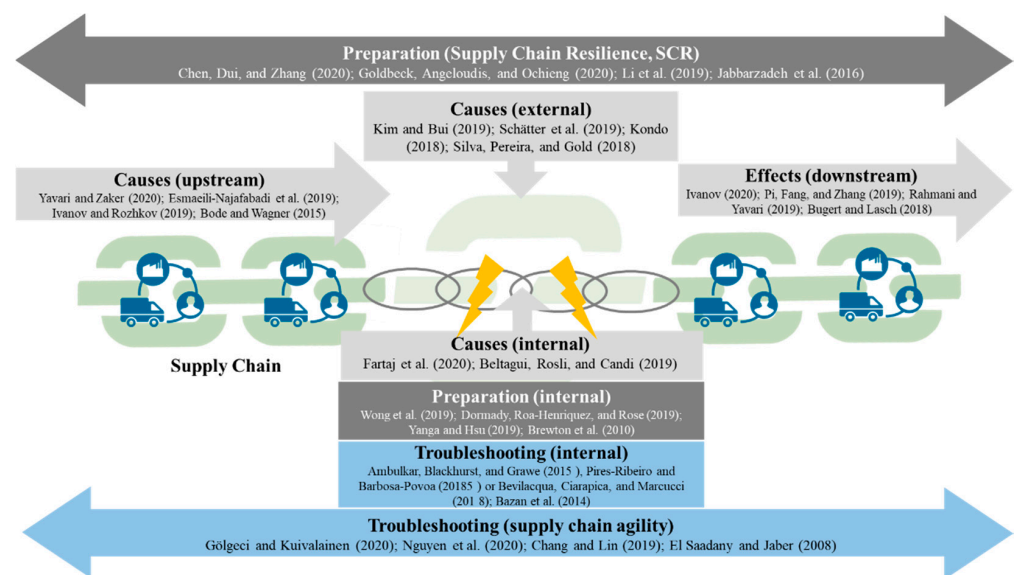 Preparation (Supply Chain Resilience, SCR)
Chen, Dui, and Zhang (2020); Goldbeck, Angeloudis, and Ochieng (2020); Li et al. (2019); Jabbarzadeh et al. (2016)
Causes (external)
Kim and Bui (2019); Schätter et al. (2019); Kondo
(2018); Silva, Pereira, and Gold (2018)
Causes (upstream)
Yavari and Zaker (2020); Esmaeili-Najafabadi et al. (2019);
Ivanov and Rozhkov (2019); Bode and Wagner (2015)
Effects (downstream)
Ivanov (2020); Pi, Fang, and Zhang (2019); Rahmani and
Yavari (2019); Bugert and Lasch (2018)
Supply Chain
Causes (internal)
Fartaj et al. (2020); Beltagui, Rosli, and Candi (2019)
Preparation (internal)
Wong et al. (2019); Dormady, Roa-Henriquez, and Rose (2019);
Yanga and Hsu (2019); Brewton et al. (2010)
Troubleshooting (internal)
Ambulkar, Blackhurst, and Grawe (2015 ), Pires-Ribeiro and
Barbosa-Povoa (20185 ) or Bevilacqua, Ciarapica, and Marcucci
(201 8); Bazan et al. (2014)
Troubleshooting (supply chain agility)
Gölgeci and Kuivalainen (2020); Nguyen et al. (2020); Chang and Lin (2019); El Saadany and Jaber (2008)